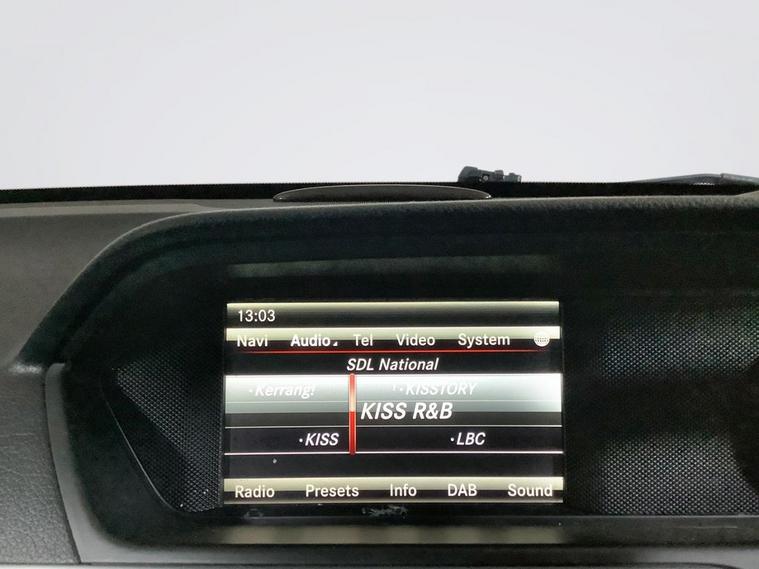 13:03
Navi Audio Tel Video System
SDL National
Kerrang! KISSTORY
KISS R&B
KISS LBC
Radio Presets Info DAB Sound